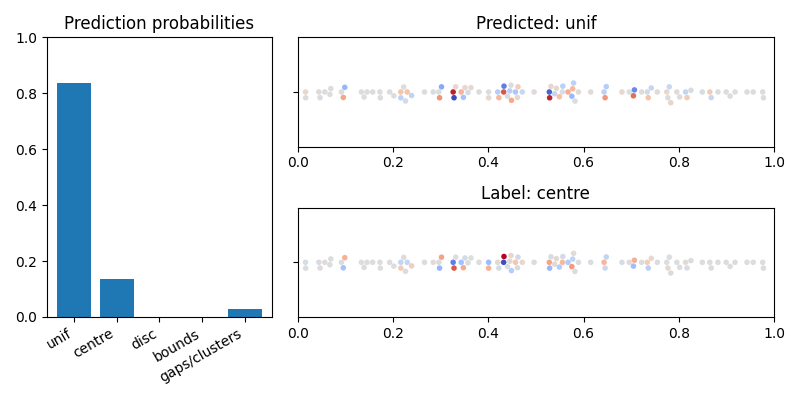 Prediction probabilities
1.0
0.8
0.6
0.4
0.2
0.0
unif
centre
disc
bounds
gaps/clusters
Predicted: unif
0.0 0.2 0.4 0.6 0.8 1.0
Label: centre
0.0 0.2 0.4 0.6 0.8 1.0